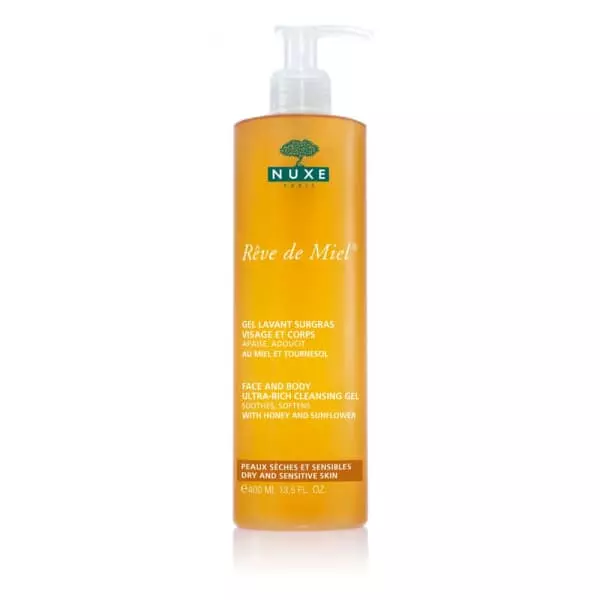 NUXE
PARIS
Rêve de Miel®
GEL LAVANT SURGRAS
VISAGE ET CORPS
APAISE, ADOUCIT
AU MIEL ET TOURNESOL
FACE AND BODY
ULTRA-RICH CLEANSING GEL
SOOTHES, SOFTENS
WITH HONEY AND SUNFLOWER
PEAUX SÈCHES ET SENSIBLES
DRY AND SENSITIVE SKIN
℮400 ML 13.5 FL. OZ.